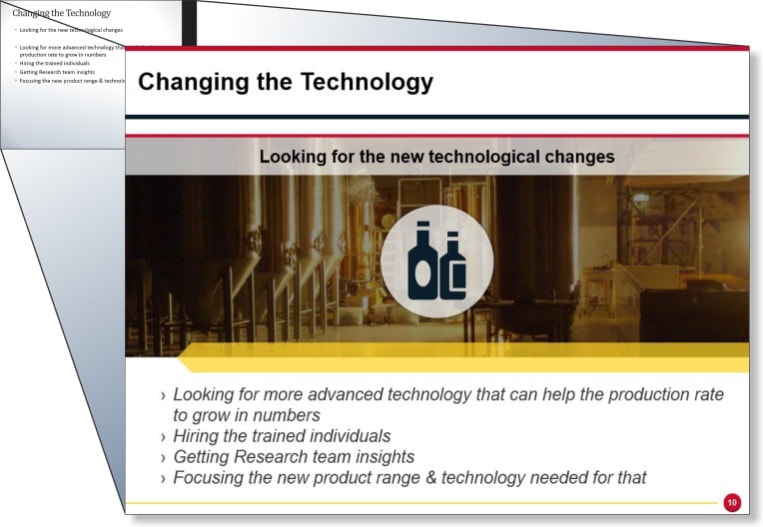 Changing the Technology
Looking for the new technological changes
Looking for more advanced technology tha
production rate to grow in numbers
Hiring the trained individuals
Getting Research team insights
Focusing the new product range & technolo
Changing the Technology
Looking for the new technological changes
› Looking for more advanced technology that can help the production rate
to grow in numbers
› Hiring the trained individuals
› Getting Research team insights
› Focusing the new product range & technology needed for that
10